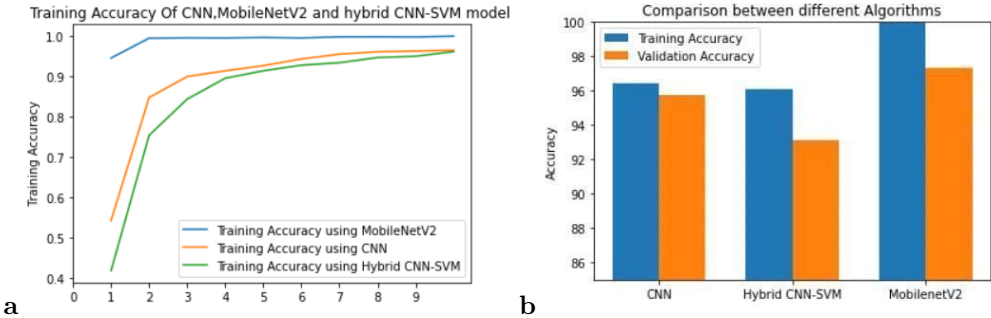 Training Accuracy Of CNN,MobileNetV2 and hybrid CNN-SVM model
1.0
0.9
0.8
0.7
0.6
0.5
0.4
Training Accuracy
Training Accuracy using MobileNetV2
Training Accuracy using CNN
Training Accuracy using Hybrid CNN-SVM
0 1 2 3 4 5 6 7 8 9
a
Comparison between different Algorithms
100
98
96
94
92
90
88
86
Accuracy
Training Accuracy
Validation Accuracy
CNN Hybrid CNN-SVM MobilenetV2
b